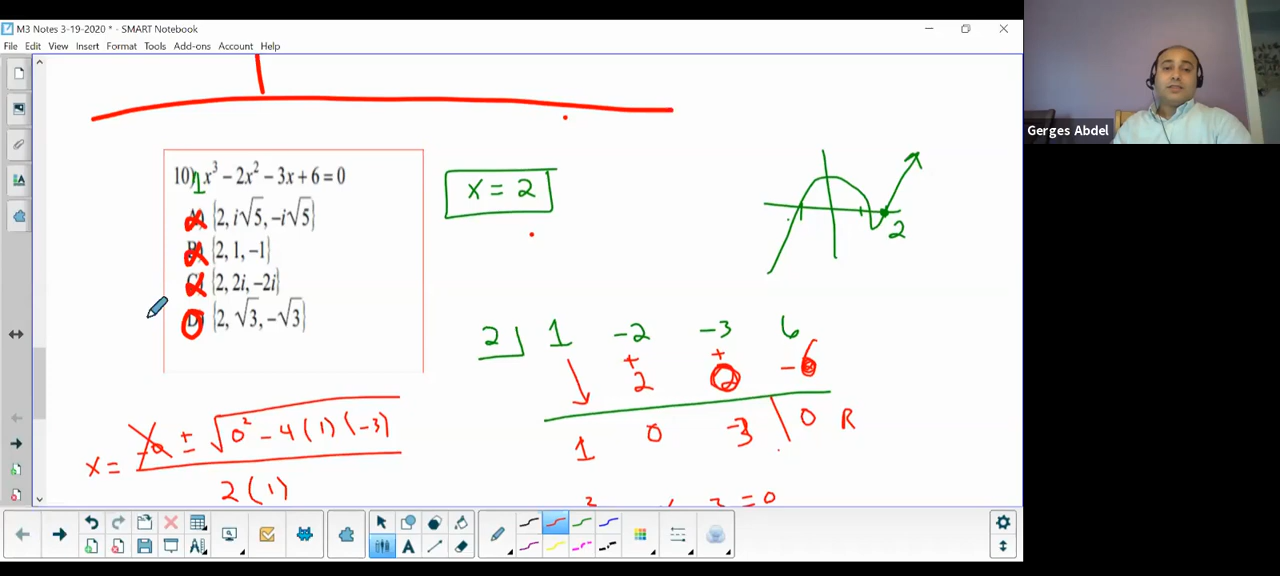 M3 Notes 3-19-2020 * - SMART Notebook
File Edit View Insert Format Tools Add-ons Account Help
Gerges Abdel
10) 1x³ − 2x² − 3x + 6 = 0
A) {2, i√5, −i√5}
B) {2, 1, −1}
C) {2, 2i, −2i}
D) {2, √3, −√3}
x = 2
2
2 1 -2 -3 6
+ 2 + 0 -6
1 0 -3 0 R
x = -0 ± √0² - 4(1)(-3)
2(1)
= 0